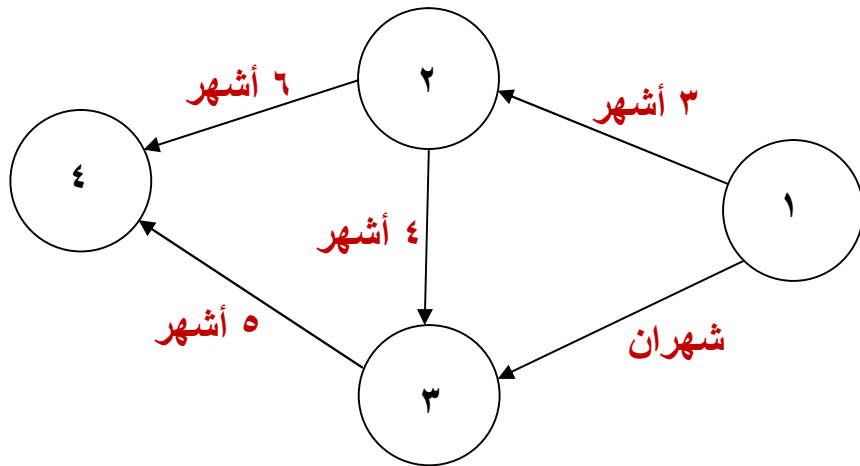 ٢
٦ أشهر
٣ أشهر
٤
١
٤ أشهر
٥ أشهر
شهران
٣